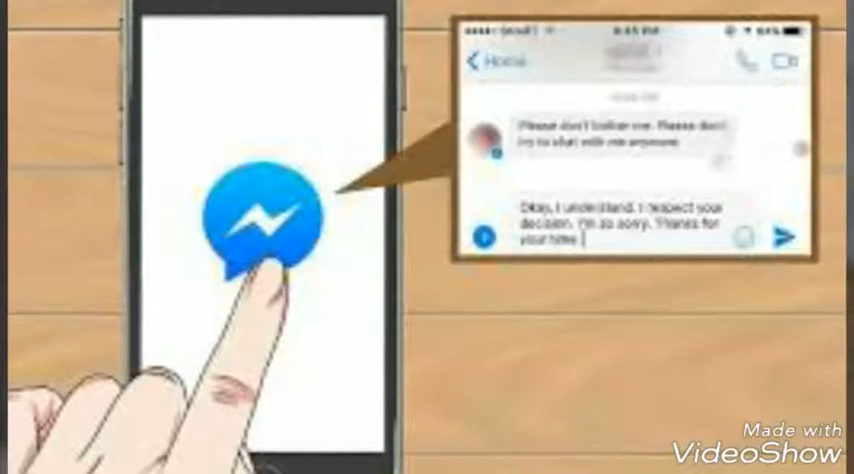 Home
Please don't bother me. Please don't
try to chat with me anymore
Okay, I understand. I respect your
decision. I'm so sorry. Thanks for
your time.
Made with
VideoShow